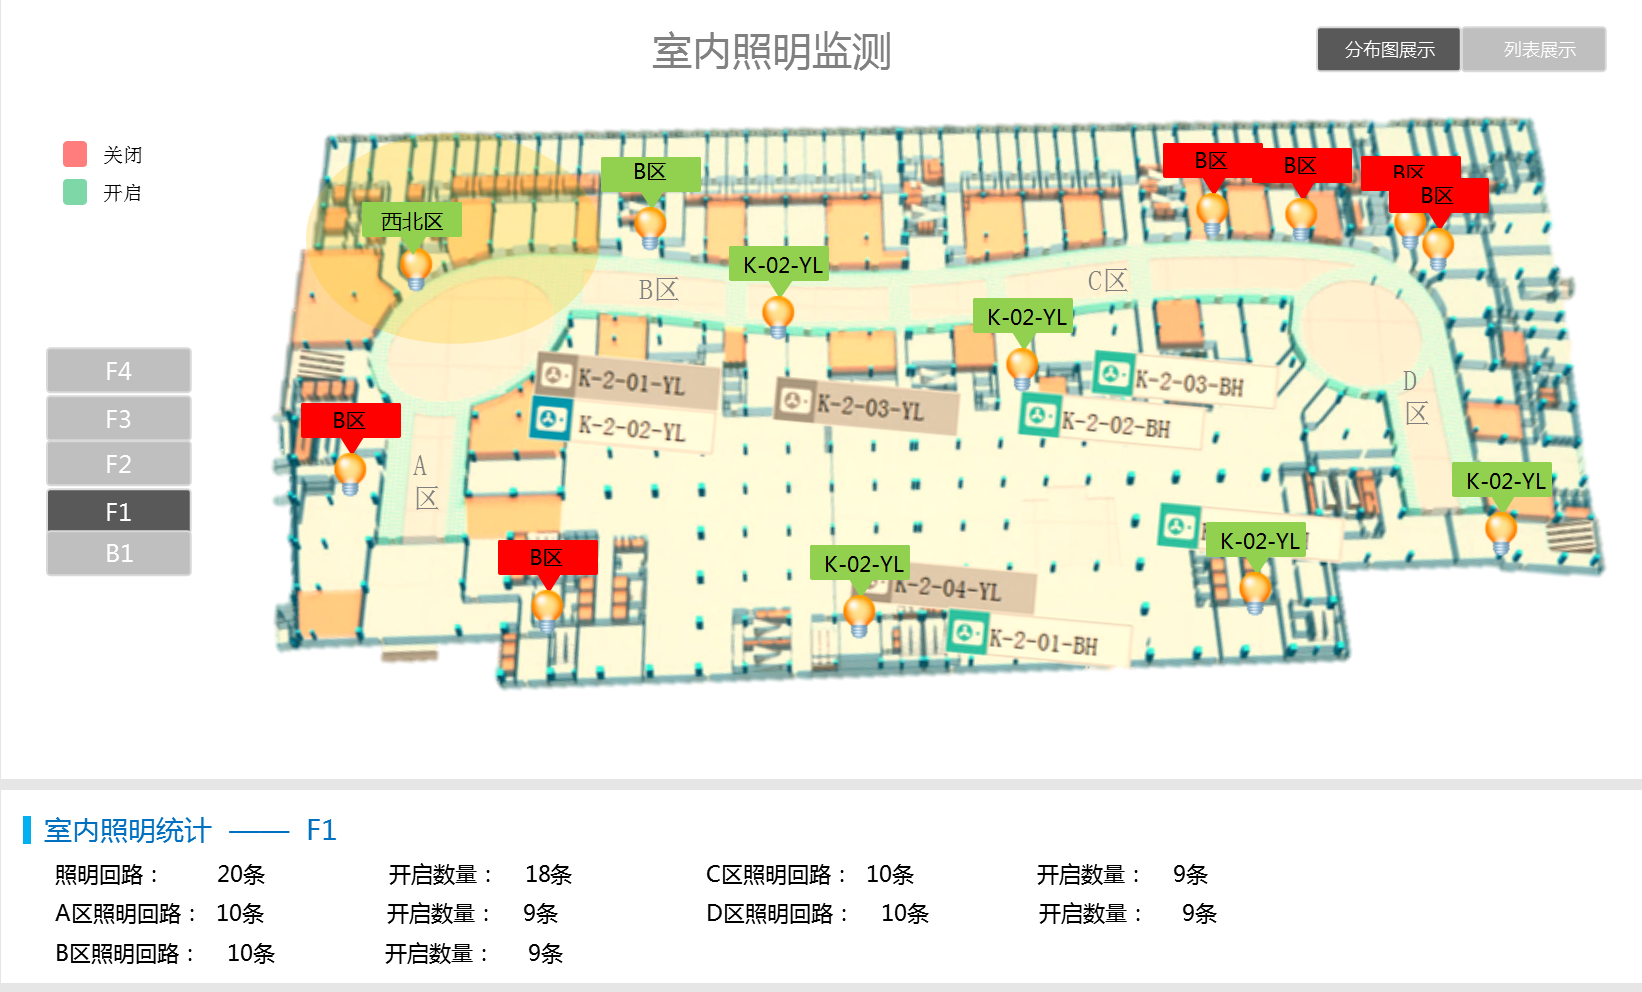 室内照明监测
分布图展示
列表展示
关闭
开启
F4
F3
F2
F1
B1
西北区
B区
B区
B区
B区
B区
K-02-YL
K-02-YL
B区
C区
D
区
A
区
K-2-01-YL
K-2-02-YL
K-2-03-YL
K-2-03-BH
K-2-02-BH
B区
B区
K-02-YL
K-02-YL
K-02-YL
K-2-04-YL
K-2-01-BH
室内照明统计 —— F1
照明回路： 20条 开启数量： 18条 C区照明回路： 10条 开启数量： 9条
A区照明回路： 10条 开启数量： 9条 D区照明回路： 10条 开启数量： 9条
B区照明回路： 10条 开启数量： 9条